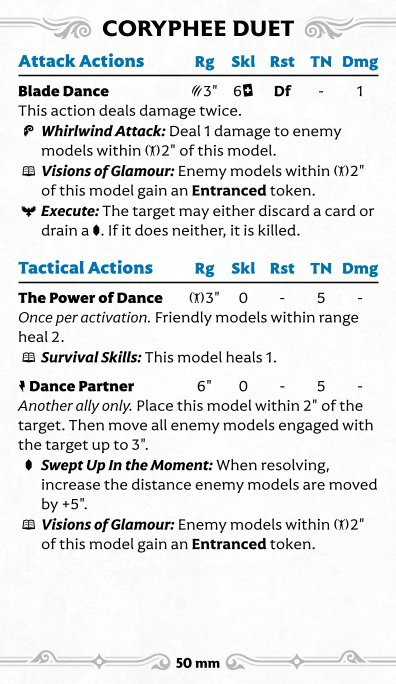 CORYPHEE DUET
Attack Actions Rg Skl Rst TN Dmg
Blade Dance 3" 6 Df - 1
This action deals damage twice.
Whirlwind Attack: Deal 1 damage to enemy
models within 2" of this model.
Visions of Glamour: Enemy models within 2"
of this model gain an Entranced token.
Execute: The target may either discard a card or
drain a . If it does neither, it is killed.
Tactical Actions Rg Skl Rst TN Dmg
The Power of Dance 3" 0 - 5 -
Once per activation. Friendly models within range
heal 2.
Survival Skills: This model heals 1.
Dance Partner 6" 0 - 5 -
Another ally only. Place this model within 2" of the
target. Then move all enemy models engaged with
the target up to 3".
Swept Up In the Moment: When resolving,
increase the distance enemy models are moved
by +5".
Visions of Glamour: Enemy models within 2"
of this model gain an Entranced token.
50 mm